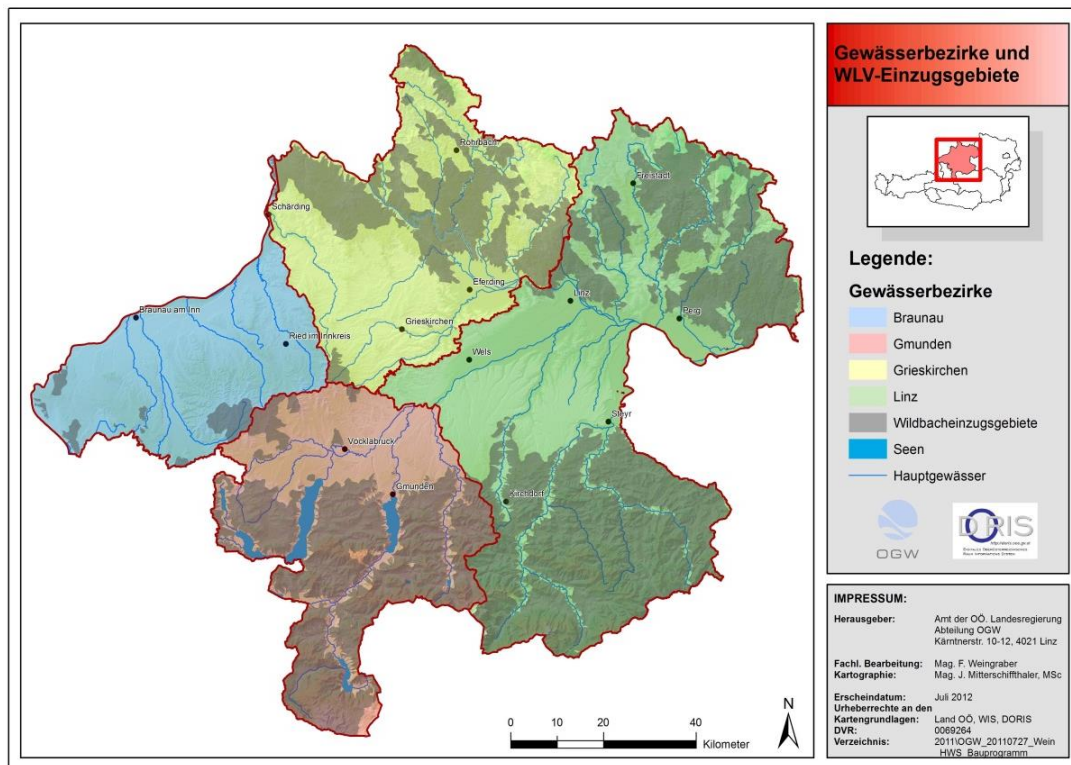 Gewässerbezirke und
WLV-Einzugsgebiete
Rohrbach
Freistadt
Schärding
Eferding
Linz
Braunau am Inn
Grieskirchen
Perg
Ried im Innkreis
Wels
Steyr
Vöcklabruck
Gmunden
Kirchdorf
N
0 10 20 40
Kilometer
Legende:
Gewässerbezirke
Braunau
Gmunden
Grieskirchen
Linz
Wildbacheinzugsgebiete
Seen
Hauptgewässer
OGW
DORIS
IMPRESSUM:
Herausgeber: Amt der OÖ. Landesregierung
Abteilung OGW
Kärntnerstr. 10-12, 4021 Linz
Fachl. Bearbeitung: Mag. F. Weingraber
Kartographie: Mag. J. Mitterschiffthaler, MSc
Erscheindatum: Juli 2012
Urheberrechte an den
Kartengrundlagen: Land OÖ, WIS, DORIS
DVR: 0069264
Verzeichnis: 2011\OGW_20110727_Wein
HWS_Bauprogramm